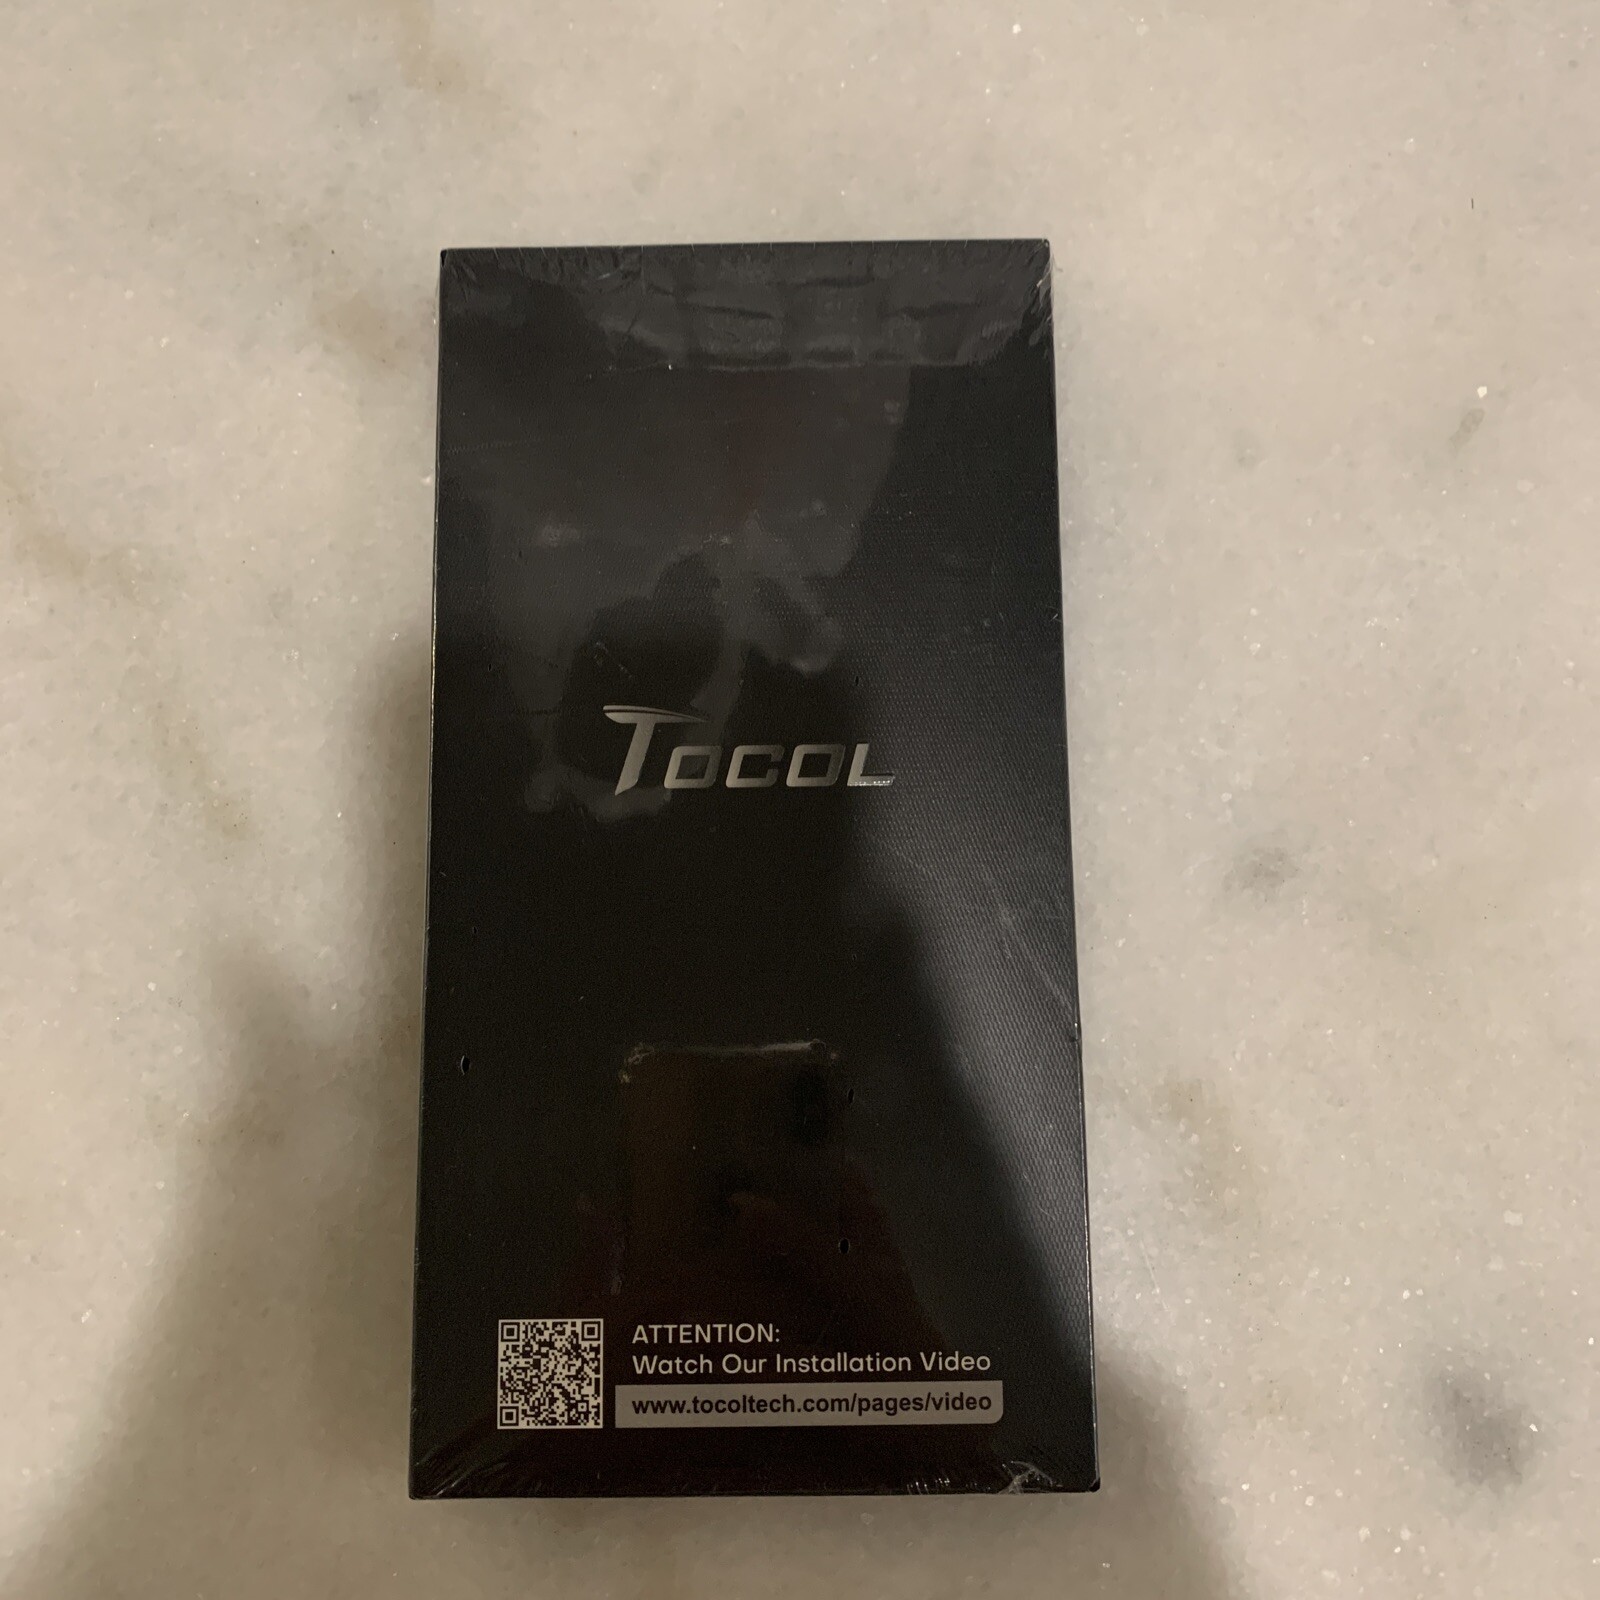 TOCOL
ATTENTION:
Watch Our Installation Video
www.tocoltech.com/pages/video